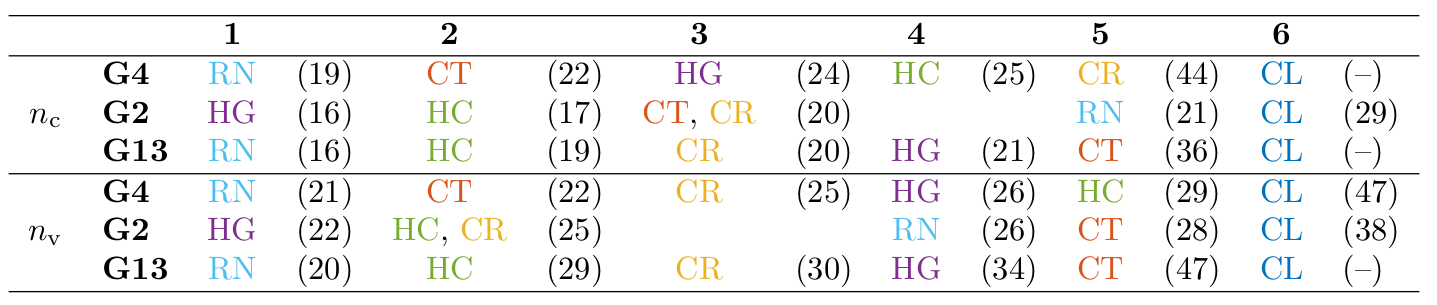 1 2 3 4 5 6
G4 RN (19) CT (22) HG (24) HC (25) CR (44) CL (–)
n_c G2 HG (16) HC (17) CT, CR (20) RN (21) CL (29)
G13 RN (16) HC (19) CR (20) HG (21) CT (36) CL (–)
G4 RN (21) CT (22) CR (25) HG (26) HC (29) CL (47)
n_v G2 HG (22) HC, CR (25) RN (26) CT (28) CL (38)
G13 RN (20) HC (29) CR (30) HG (34) CT (47) CL (–)